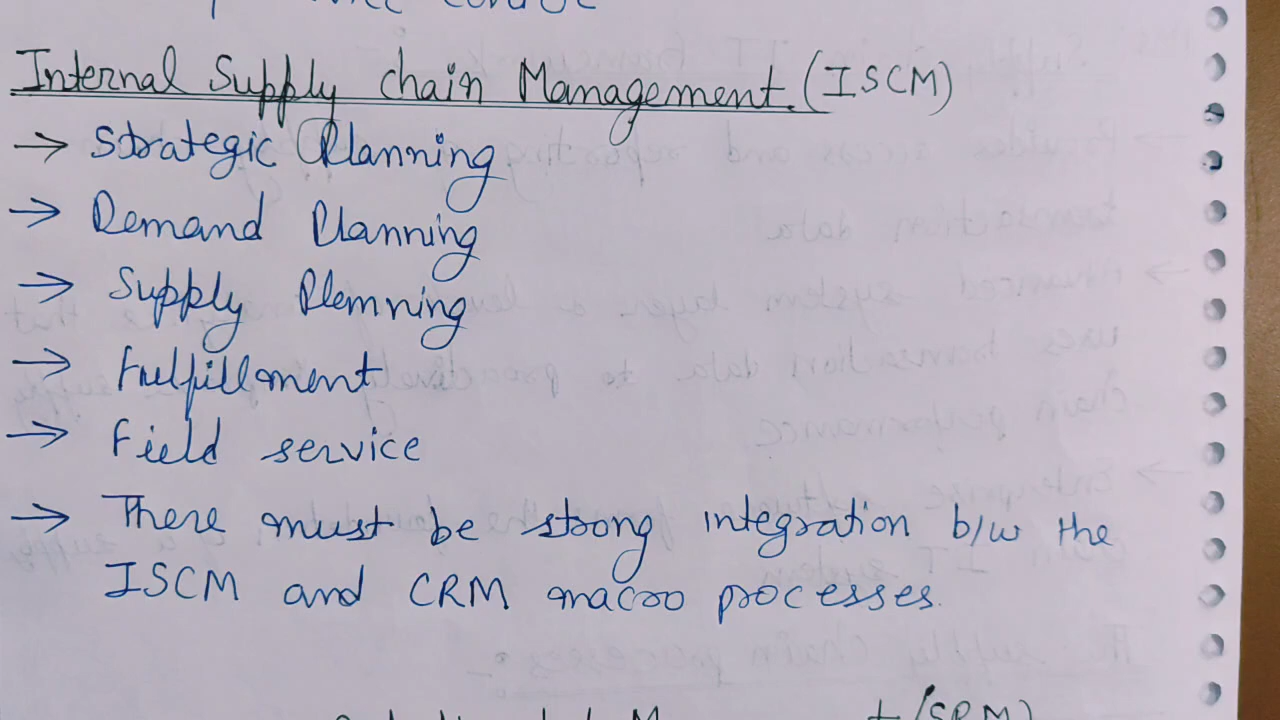 Internal Supply chain Management. (ISCM)
→ Strategic Planning
→ Demand Planning
→ Supply Planning
→ Fulfillment
→ Field service
→ There must be strong integration b/w the
ISCM and CRM macro processes.
(SRM)